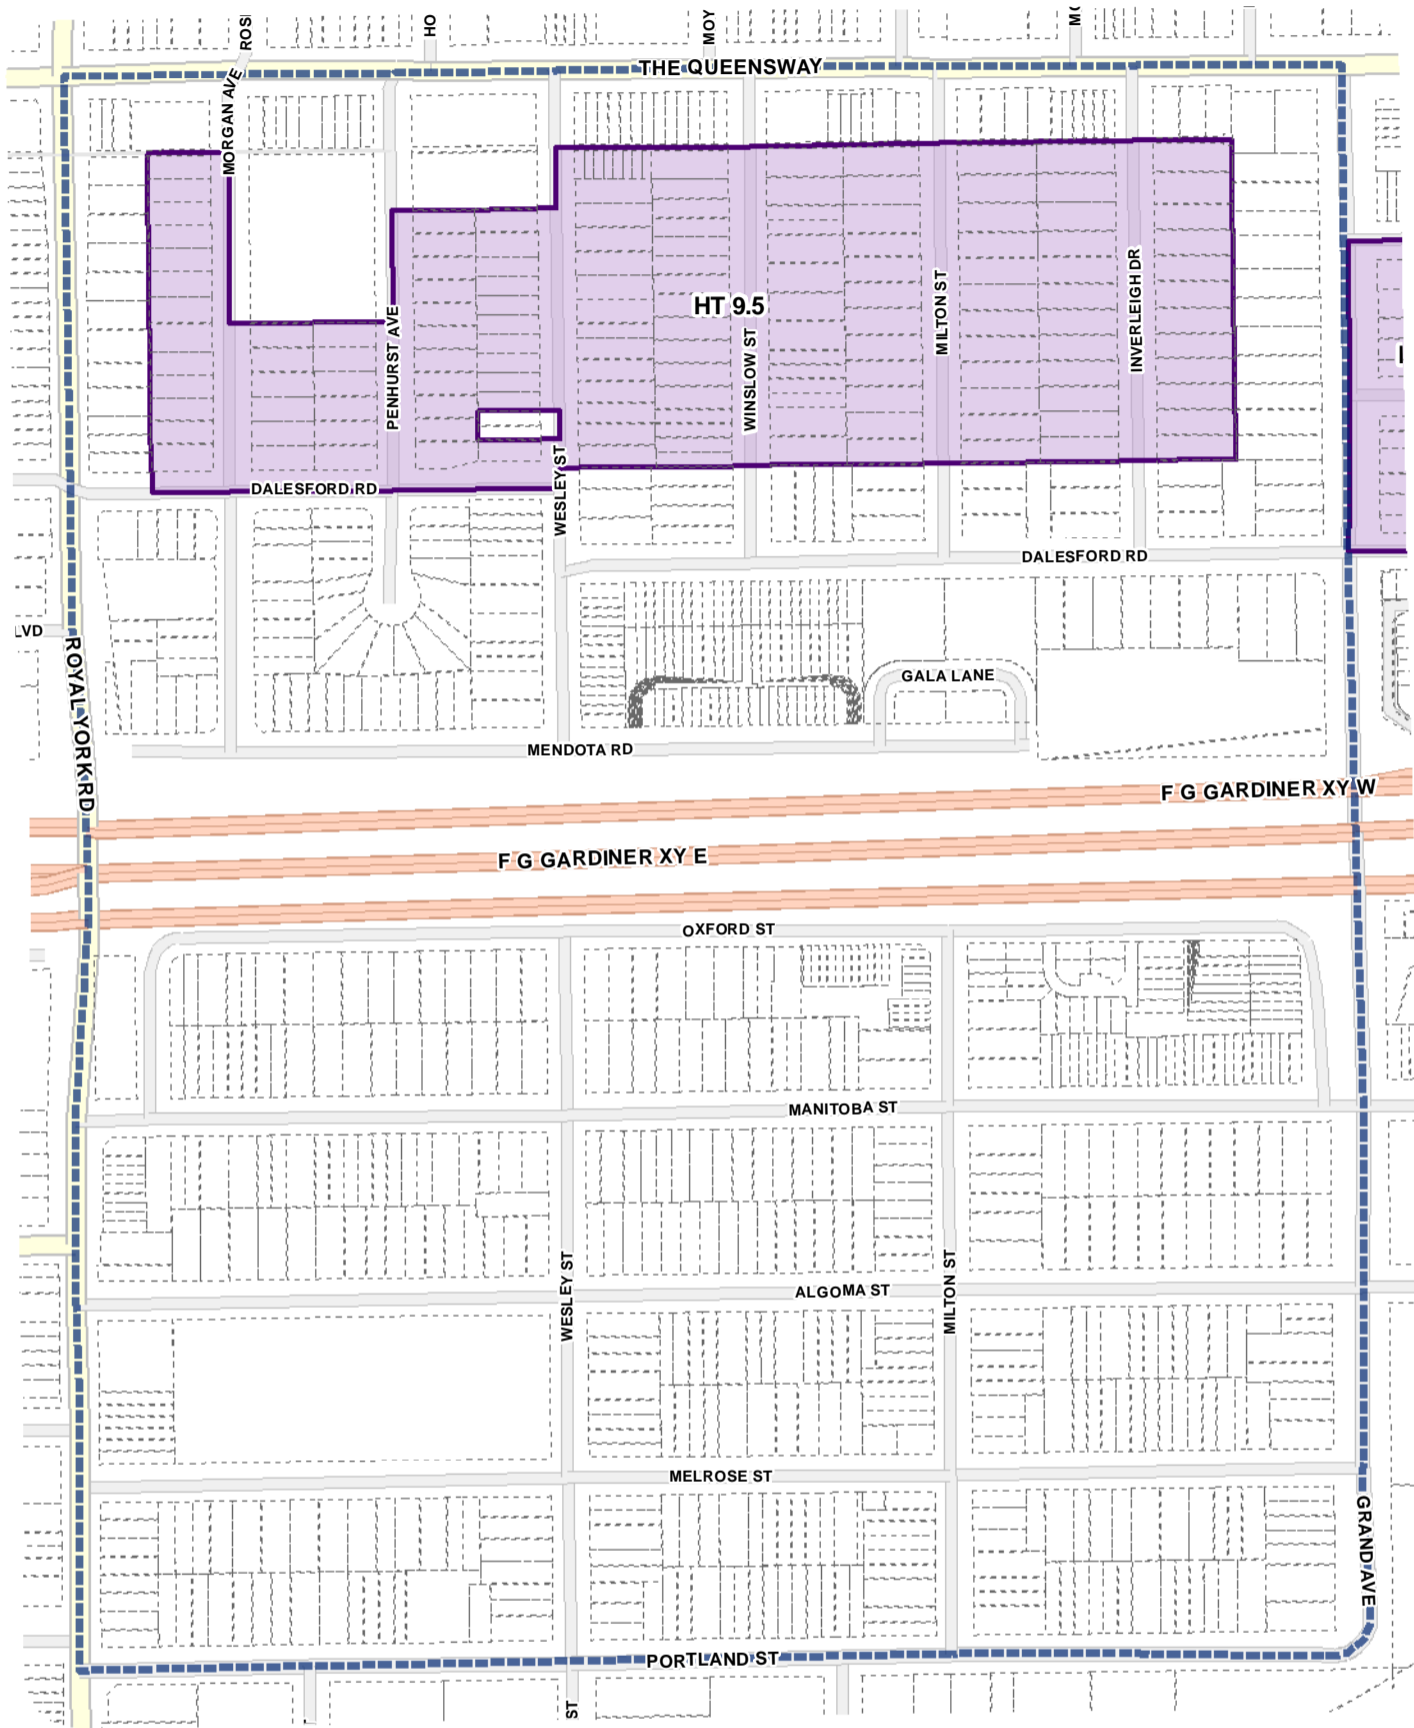 HO
MOY
THE QUEENSWAY
MORGAN AVE
HT 9.5
PENHURST AVE
WINSLOW ST
MILTON ST
INVERLEIGH DR
DALESFORD RD
WESLEY ST
DALESFORD RD
LVD
ROYAL YORK RD
GALA LANE
MENDOTA RD
F G GARDINER XY W
F G GARDINER XY E
OXFORD ST
MANITOBA ST
WESLEY ST
MILTON ST
ALGOMA ST
MELROSE ST
GRAND AVE
PORTLAND ST
ST